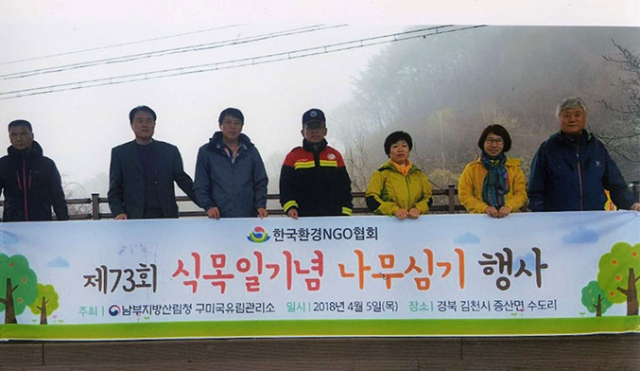 한국환경NGO협회
제73회 식목일기념 나무심기 행사
주최 | 남부지방산림청 구미국유림관리소 일시 | 2018년 4월 5일(목) 장소 | 경북 김천시 증산면 수도리